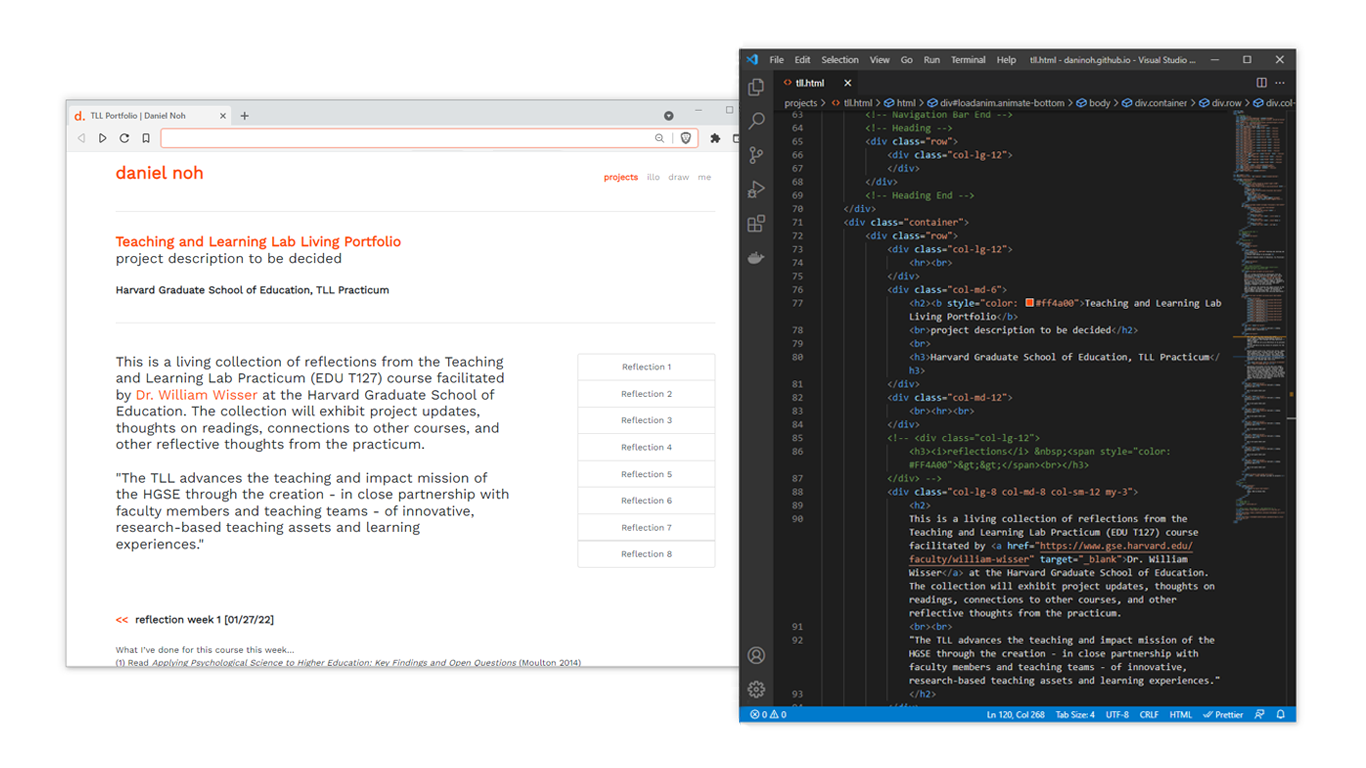 d. TLL Portfolio | Daniel Noh
daniel noh
projects illo draw me
Teaching and Learning Lab Living Portfolio
project description to be decided
Harvard Graduate School of Education, TLL Practicum
This is a living collection of reflections from the Teaching
and Learning Lab Practicum (EDU T127) course facilitated
by Dr. William Wisser at the Harvard Graduate School of
Education. The collection will exhibit project updates,
thoughts on readings, connections to other courses, and
other reflective thoughts from the practicum.
"The TLL advances the teaching and impact mission of
the HGSE through the creation - in close partnership with
faculty members and teaching teams - of innovative,
research-based teaching assets and learning
experiences."
Reflection 1
Reflection 2
Reflection 3
Reflection 4
Reflection 5
Reflection 6
Reflection 7
Reflection 8
<< reflection week 1 [01/27/22]
What I've done for this course this week...
(1) Read Applying Psychological Science to Higher Education: Key Findings and Open Questions (Moulton 2014)
File Edit Selection View Go Run Terminal Help tll.html - daninoh.github.io - Visual Studio ...
<> tll.html
projects > <> tll.html > html > div#loadanim.animate-bottom > body > div.container > div.row > div.col-
63 <!-- Navigation Bar End -->
64 <!-- Heading -->
65 <div class="row">
66 <div class="col-lg-12">
67 </div>
68 </div>
69 <!-- Heading End -->
70 </div>
71 <div class="container">
72 <div class="row">
73 <div class="col-lg-12">
74 <hr><br>
75 </div>
76 <div class="col-md-6">
77 <h2><b style="color: #ff4a00">Teaching and Learning Lab
Living Portfolio</b>
78 <br>project description to be decided</h2>
79 <br>
80 <h3>Harvard Graduate School of Education, TLL Practicum</
h3>
81 </div>
82 <div class="col-md-12">
83 <br><hr><br>
84 </div>
85 <!-- <div class="col-lg-12">
86 <h3><i>reflections</i> &nbsp;<span style="color:
#FF4A00">&gt;&gt;</span><br></h3>
87 </div> -->
88 <div class="col-lg-8 col-md-8 col-sm-12 my-3">
89 <h2>
90 This is a living collection of reflections from the
Teaching and Learning Lab Practicum (EDU T127) course
facilitated by <a href="https://www.gse.harvard.edu/
faculty/william-wisser" target="_blank">Dr. William
Wisser</a> at the Harvard Graduate School of Education.
The collection will exhibit project updates, thoughts on
readings, connections to other courses, and other
reflective thoughts from the practicum.
91 <br><br>
92 "The TLL advances the teaching and impact mission of the
HGSE through the creation - in close partnership with
faculty members and teaching teams - of innovative,
research-based teaching assets and learning experiences."
93 </h2>
0 0 Ln 120, Col 268 Tab Size: 4 UTF-8 CRLF HTML Prettier